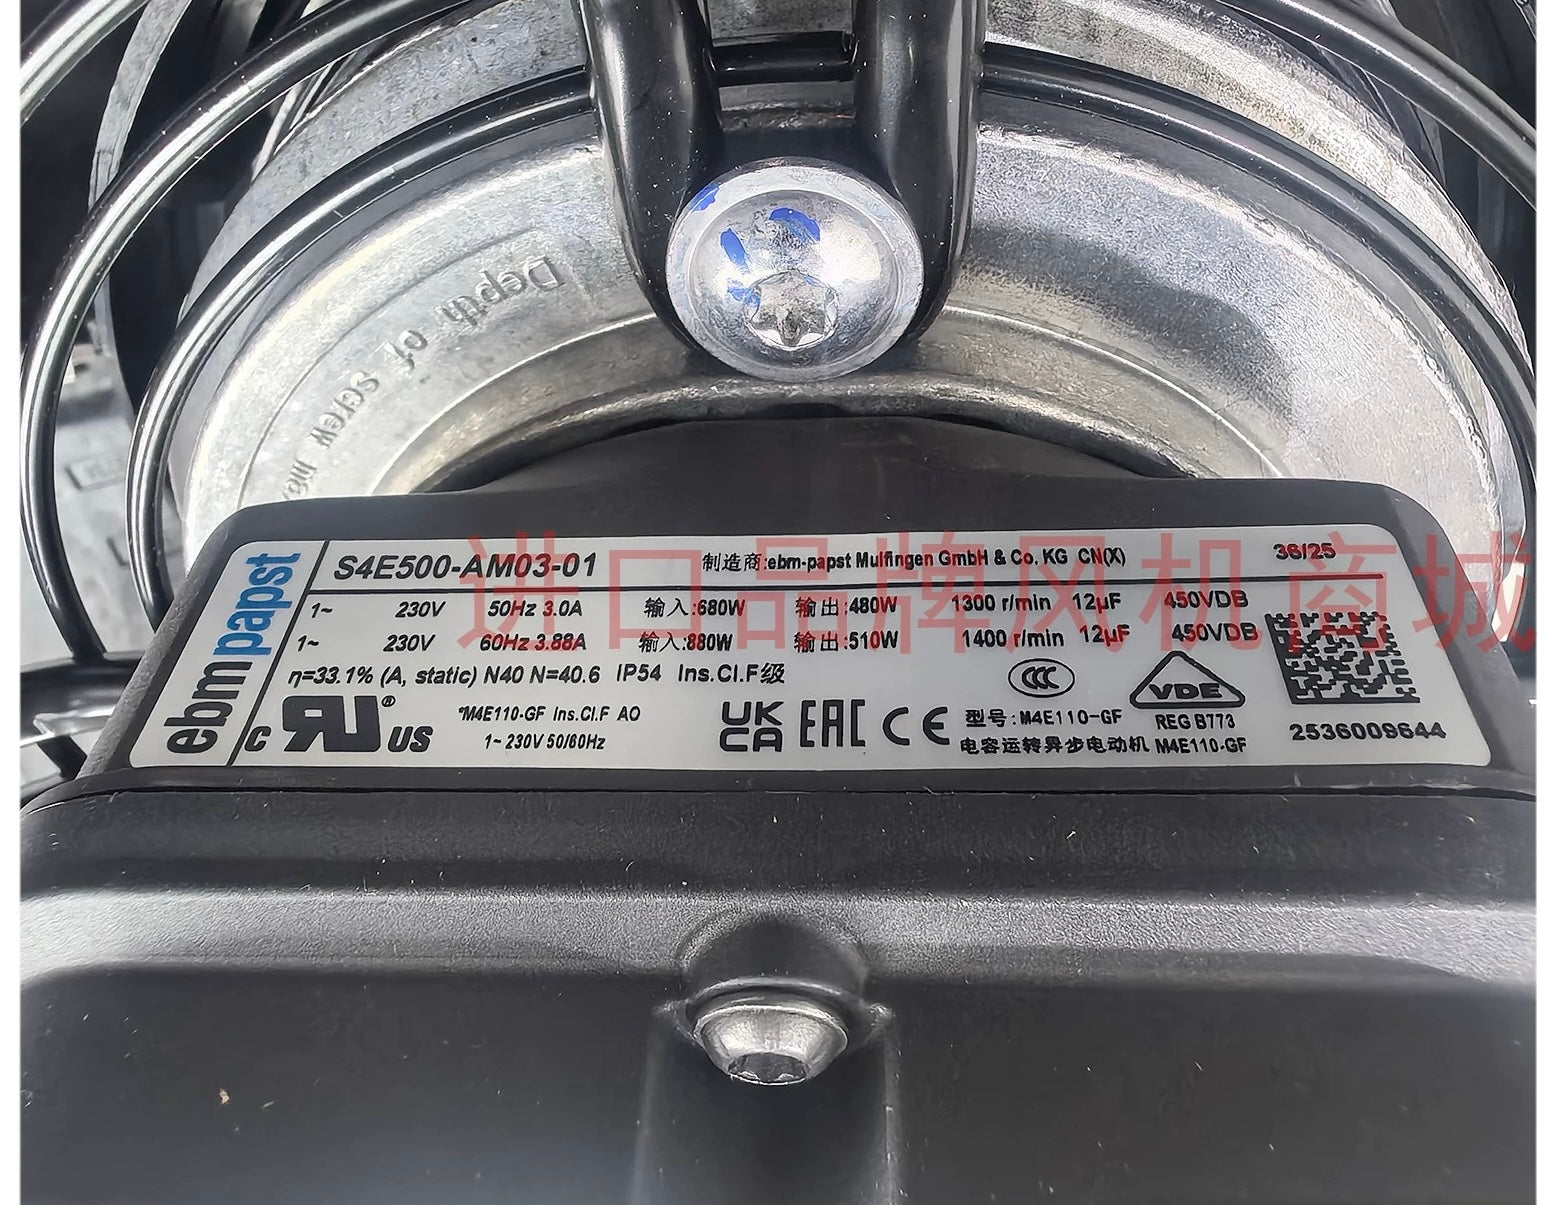 Depth of screw
ebmpapst
S4E500-AM03-01 制造商:ebm-papst Mulfingen GmbH & Co. KG CN(X) 36/25
1~ 230V 50Hz 3.0A 输入:680W 输出:480W 1300 r/min 12µF 450VDB
1~ 230V 60Hz 3.88A 输入:880W 输出:510W 1400 r/min 12µF 450VDB
η=33.1% (A, static) N40 N=40.6 IP54 Ins.Cl.F级
CCC
VDE
C RU® US
*M4E110-GF Ins.Cl.F AO
1~ 230V 50/60Hz
UK CA EAC CE
型号:M4E110-GF REG B773
电容运转异步电动机 M4E110-GF
2536009644
进口品牌风机商城